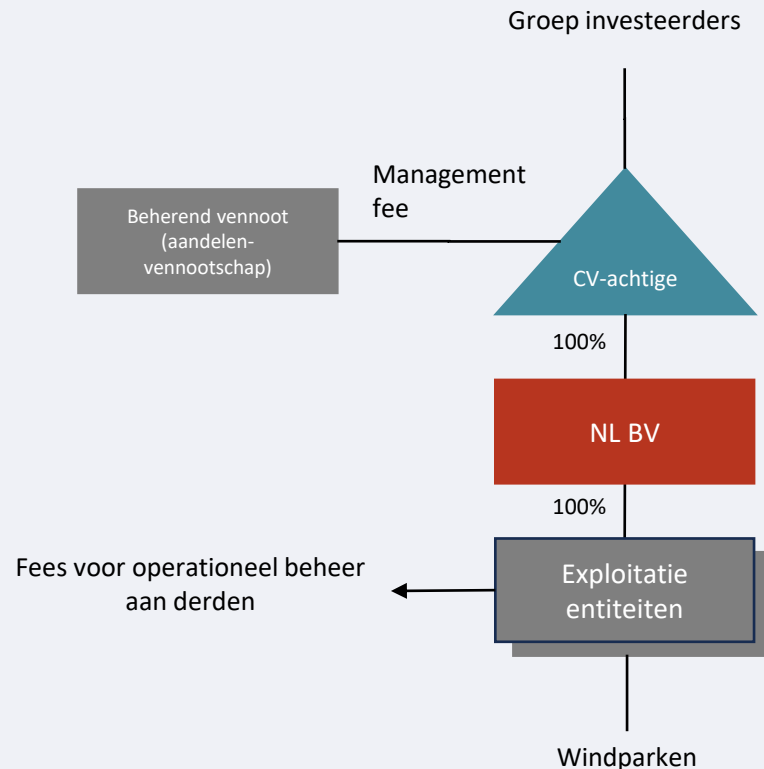 Groep investeerders
Management
fee
Beherend vennoot
(aandelen-
vennootschap)
CV-achtige
100%
NL BV
100%
Fees voor operationeel beheer
aan derden
Exploitatie
entiteiten
Windparken